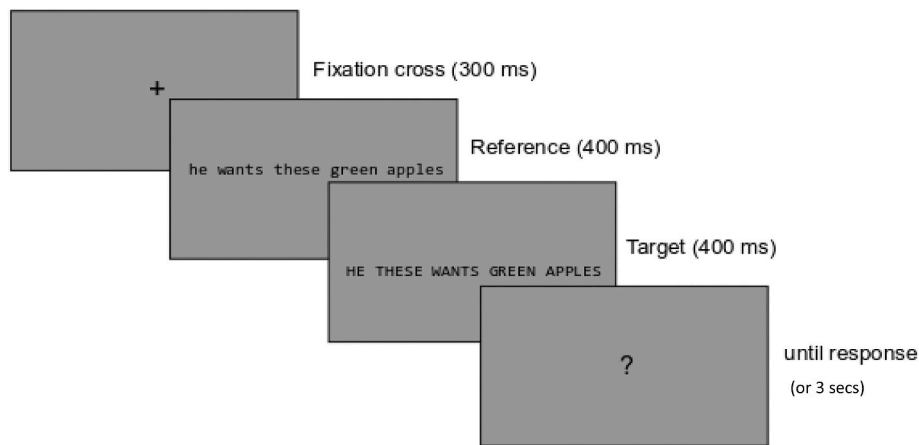 +
Fixation cross (300 ms)
he wants these green apples
Reference (400 ms)
HE THESE WANTS GREEN APPLES
Target (400 ms)
?
until response
(or 3 secs)